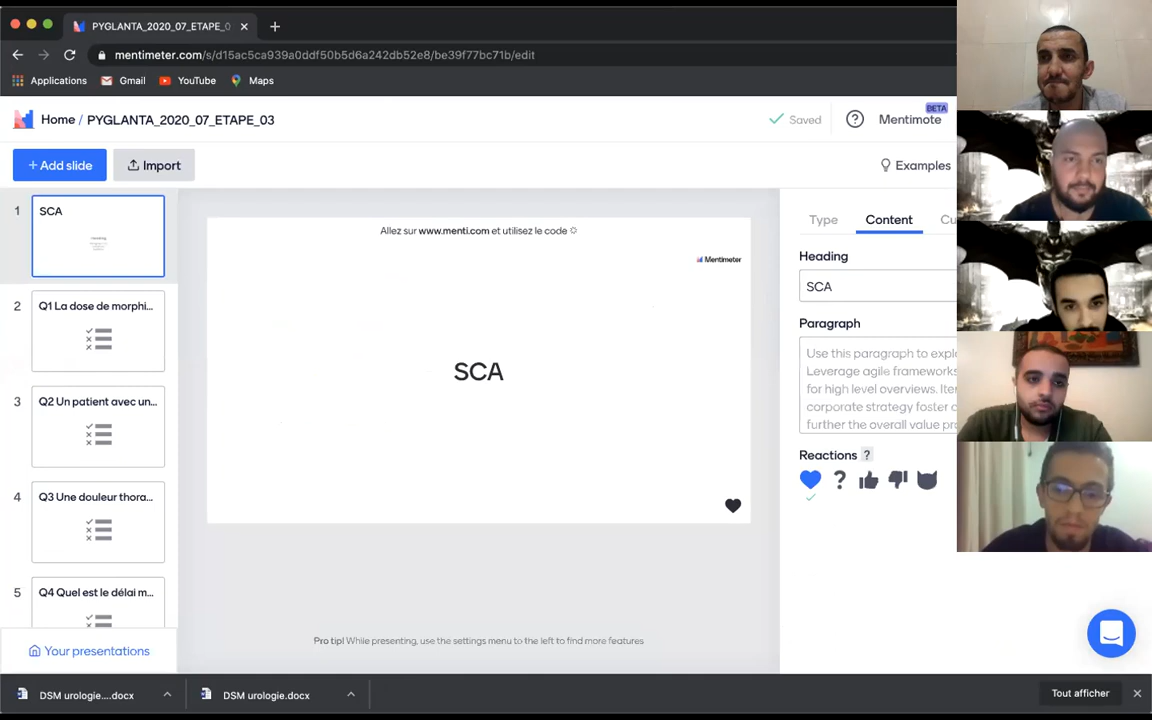 PYGLANTA_2020_07_ETAPE_0
mentimeter.com/s/d15ac5ca939a0ddf50b5d6a242db52e8/be39f77bc71b/edit
Applications Gmail YouTube Maps
Home / PYGLANTA_2020_07_ETAPE_03
Saved
?
Mentimote
BETA
+ Add slide
Import
Examples
1
SCA
2
Q1 La dose de morphi...
3
Q2 Un patient avec un...
4
Q3 Une douleur thora...
5
Q4 Quel est le délai m...
Your presentations
Allez sur www.menti.com et utilisez le code
Mentimeter
SCA
Pro tip! While presenting, use the settings menu to the left to find more features
Type
Content
Cu
Heading
SCA
Paragraph
Use this paragraph to expl
Leverage agile frameworks
for high level overviews. Ite
corporate strategy foster c
further the overall value pr
Reactions ?
?
DSM urologie....docx
DSM urologie.docx
Tout afficher